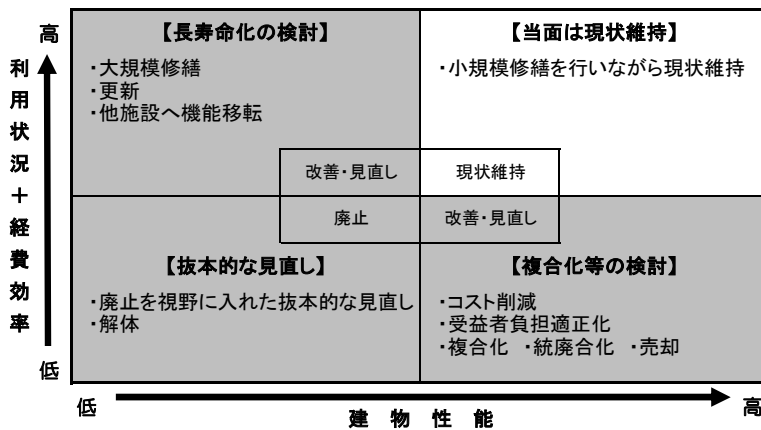 高
利用状況＋経費効率
低
【長寿命化の検討】
・大規模修繕
・更新
・他施設へ機能移転
【当面は現状維持】
・小規模修繕を行いながら現状維持
改善・見直し
現状維持
廃止
改善・見直し
【抜本的な見直し】
・廃止を視野に入れた抜本的な見直し
・解体
【複合化等の検討】
・コスト削減
・受益者負担適正化
・複合化 ・統廃合化 ・売却
低
高
建物性能